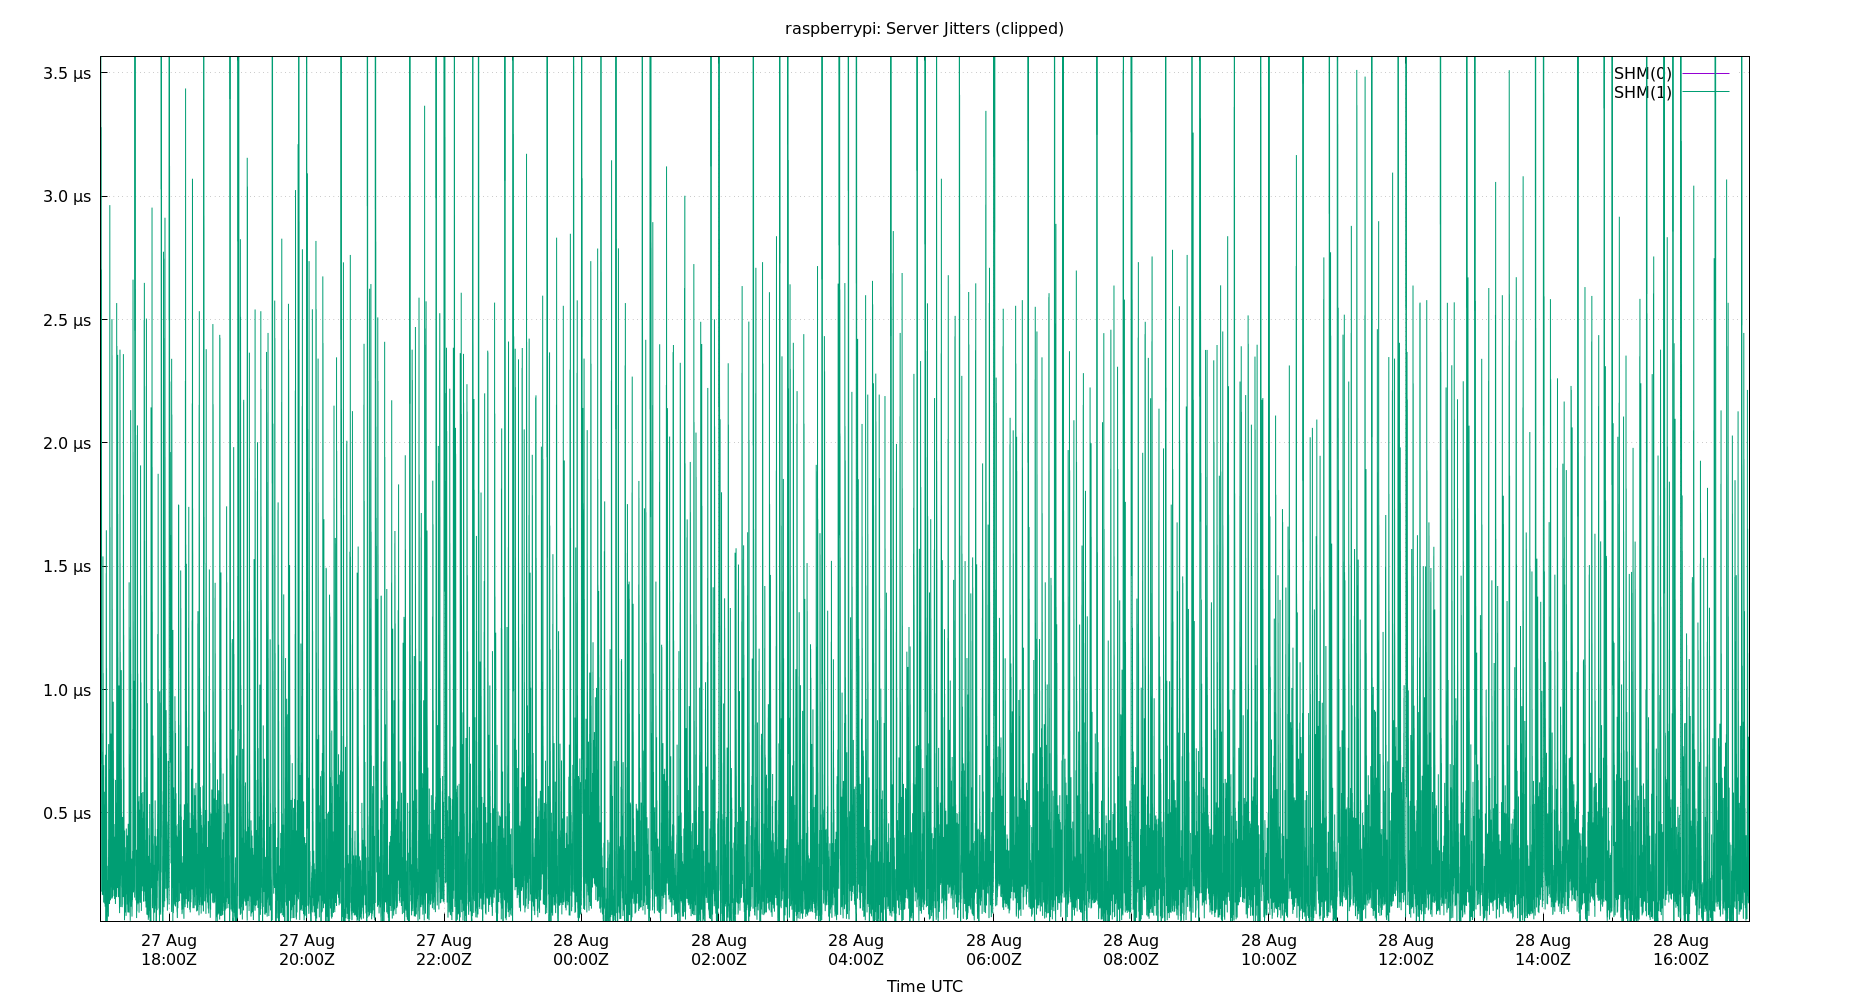 raspberrypi: Server Jitters (clipped)
SHM(0)
SHM(1)
3.5 µs
3.0 µs
2.5 µs
2.0 µs
1.5 µs
1.0 µs
0.5 µs
27 Aug 27 Aug 27 Aug 28 Aug 28 Aug 28 Aug 28 Aug 28 Aug 28 Aug 28 Aug 28 Aug 28 Aug
18:00Z 20:00Z 22:00Z 00:00Z 02:00Z 04:00Z 06:00Z 08:00Z 10:00Z 12:00Z 14:00Z 16:00Z
Time UTC